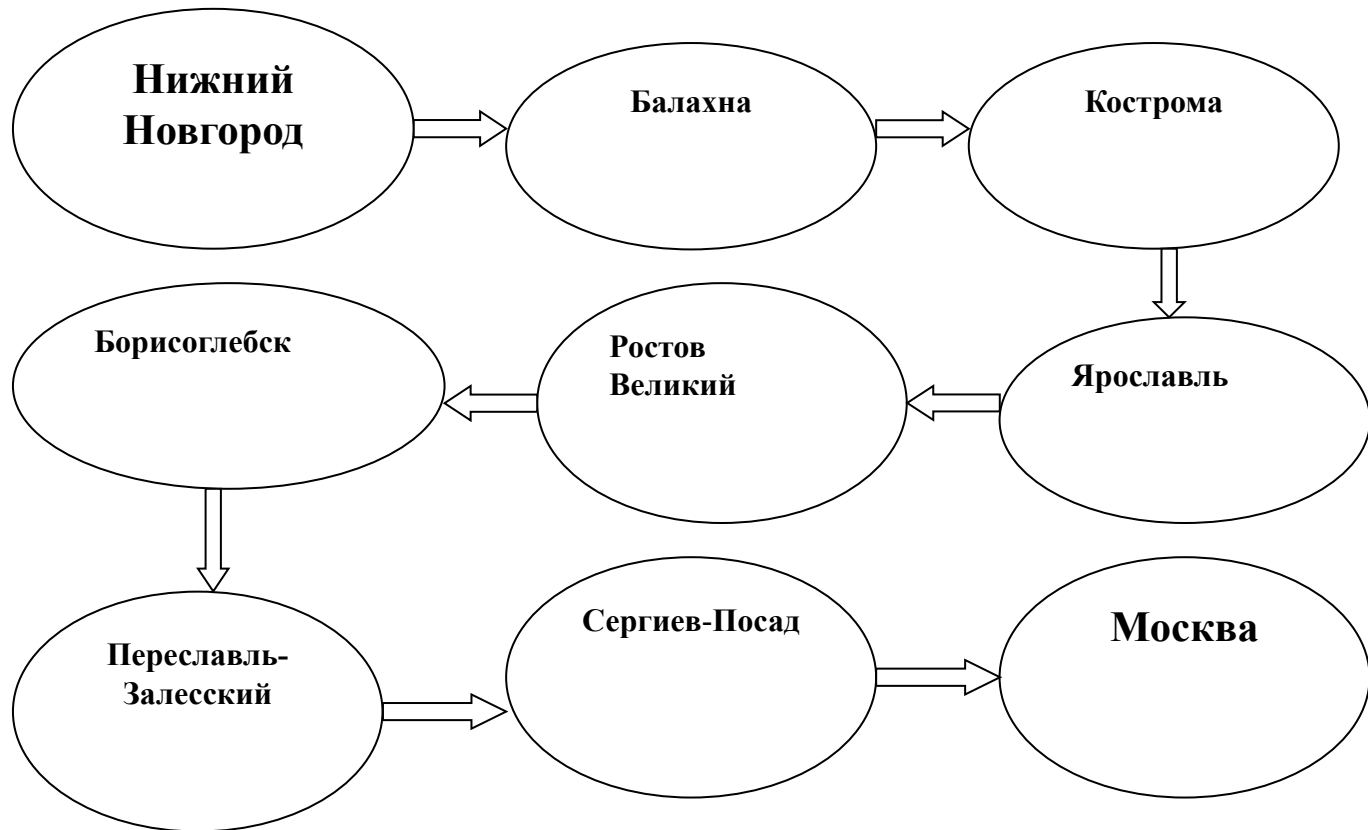 Нижний
Новгород
Балахна
Кострома
Ярославль
Ростов
Великий
Борисоглебск
Переславль-
Залесский
Сергиев-Посад
Москва